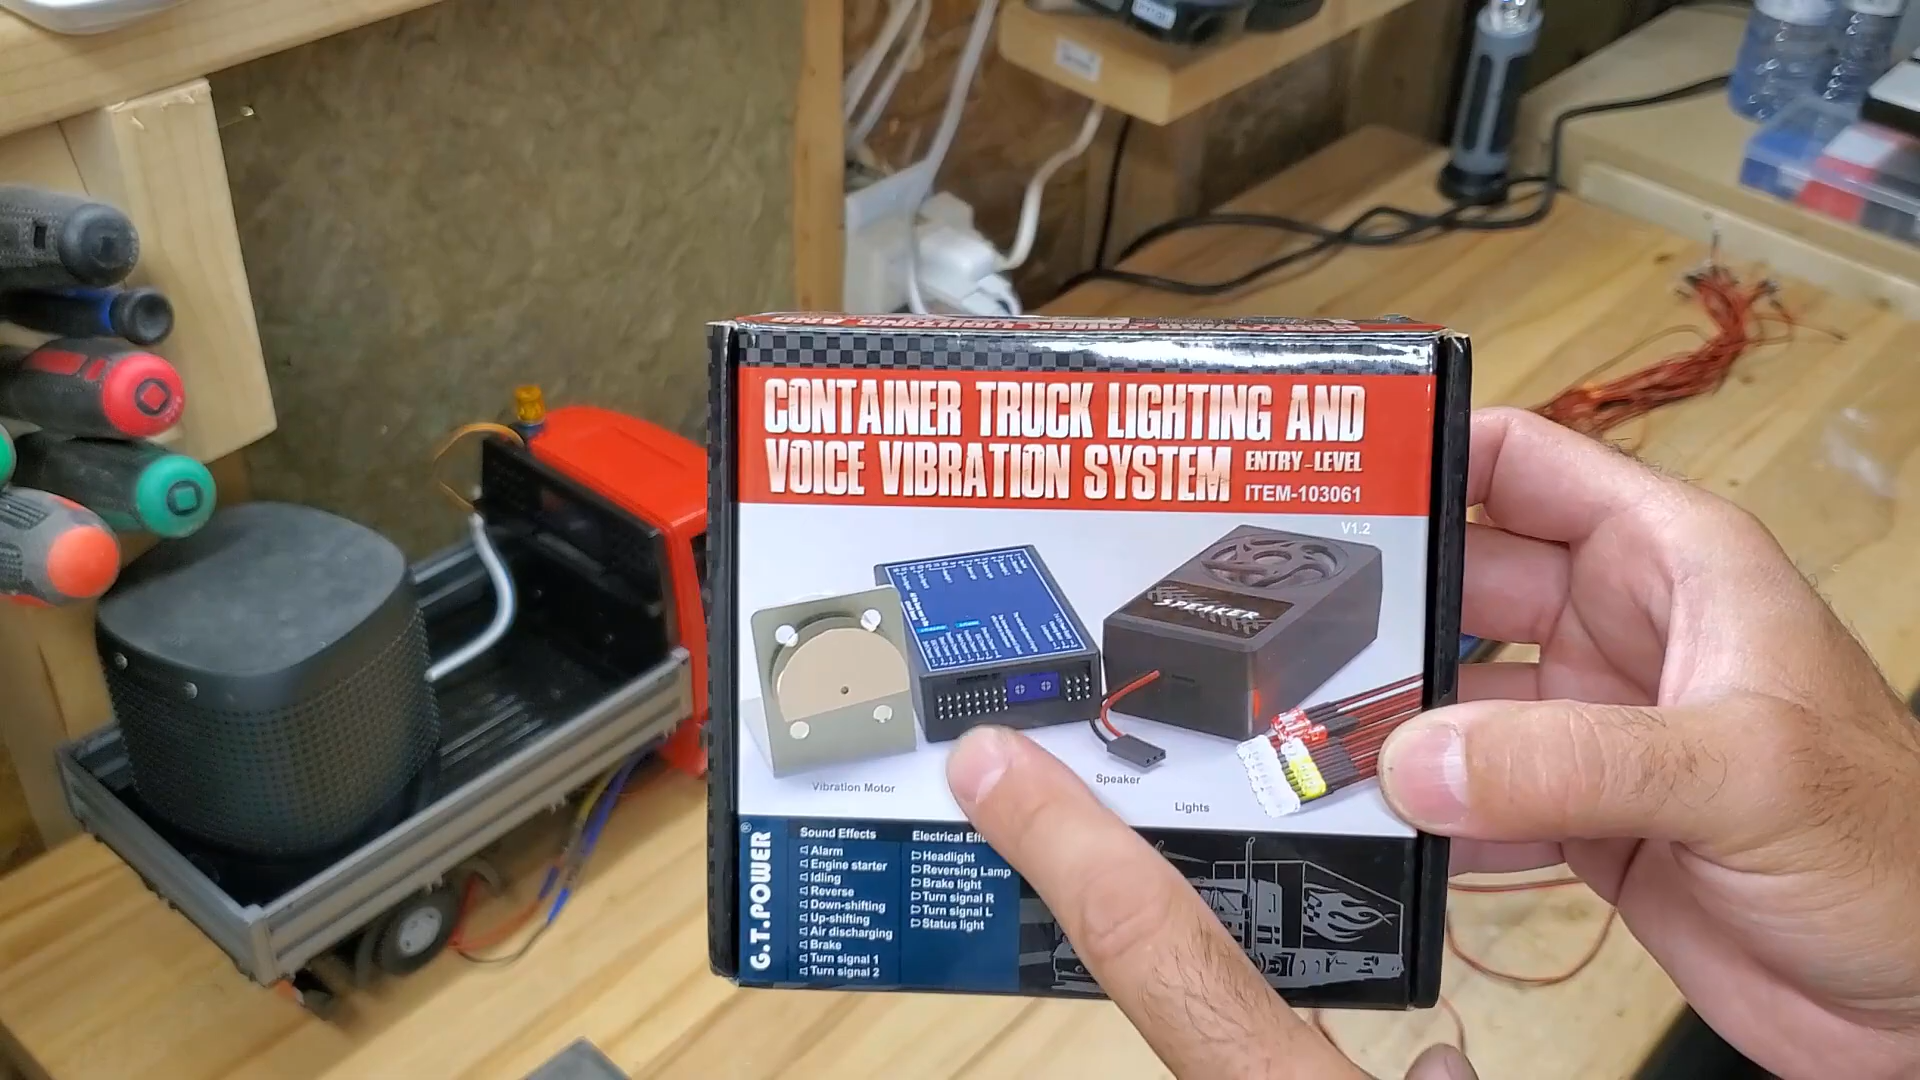 CONTAINER TRUCK LIGHTING AND
VOICE VIBRATION SYSTEM
ENTRY-LEVEL
ITEM-103061
V1.2
SPEAKER
Vibration Motor
Speaker
Lights
G.T.POWER
Sound Effects
Alarm
Engine starter
Idling
Reverse
Down-shifting
Up-shifting
Air discharging
Brake
Turn signal 1
Turn signal 2
Electrical
Headlight
Reversing Lamp
Brake light
Turn signal R
Turn signal L
Status light